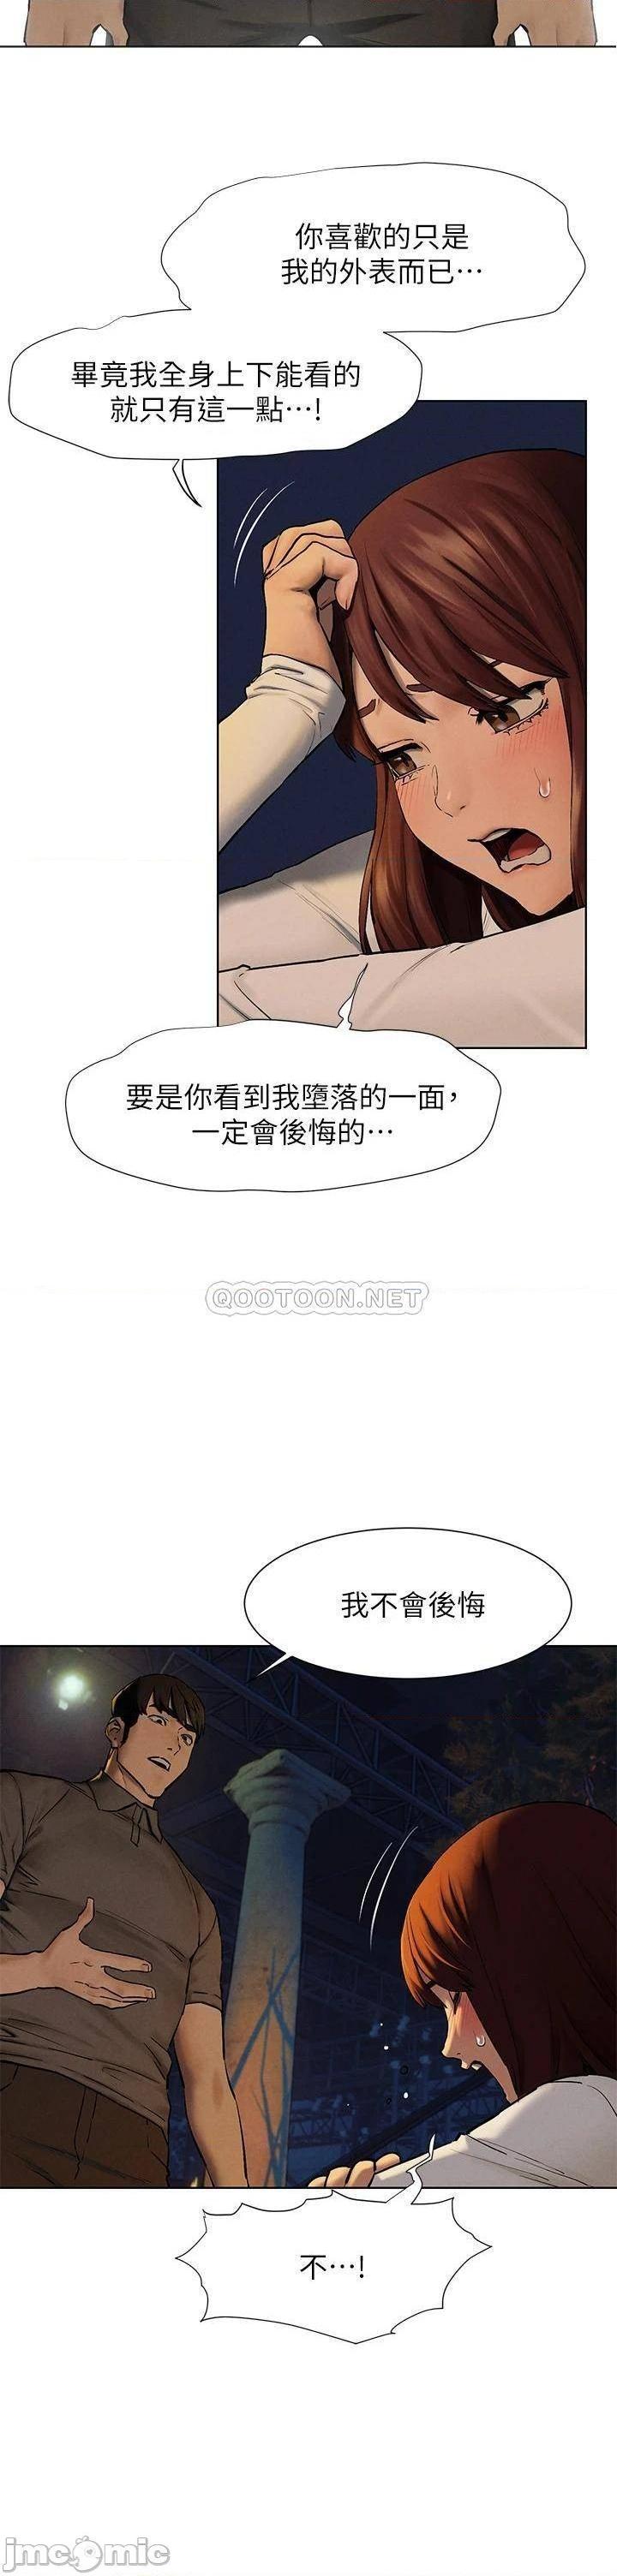 你喜歡的只是
我的外表而已…
畢竟我全身上下能看的
就只有這一點…!
要是你看到我墮落的一面，
一定會後悔的…
QOOTOON.NET
我不會後悔
不…!
jmcomic